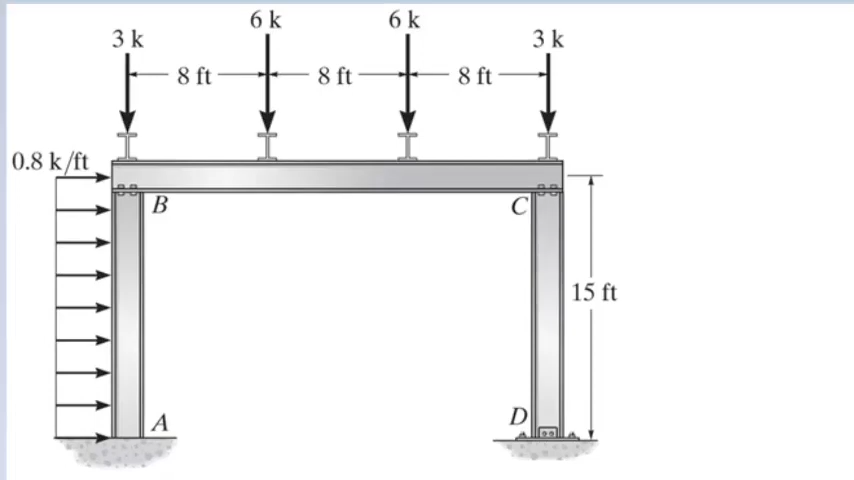 6 k
6 k
3 k
3 k
8 ft
8 ft
8 ft
0.8 k/ft
B
C
15 ft
A
D